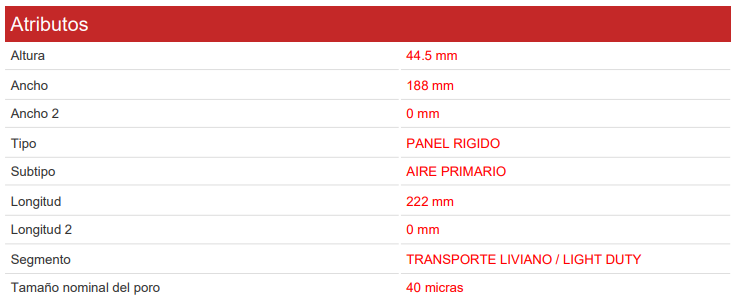 Atributos
Altura 44.5 mm
Ancho 188 mm
Ancho 2 0 mm
Tipo PANEL RIGIDO
Subtipo AIRE PRIMARIO
Longitud 222 mm
Longitud 2 0 mm
Segmento TRANSPORTE LIVIANO / LIGHT DUTY
Tamaño nominal del poro 40 micras